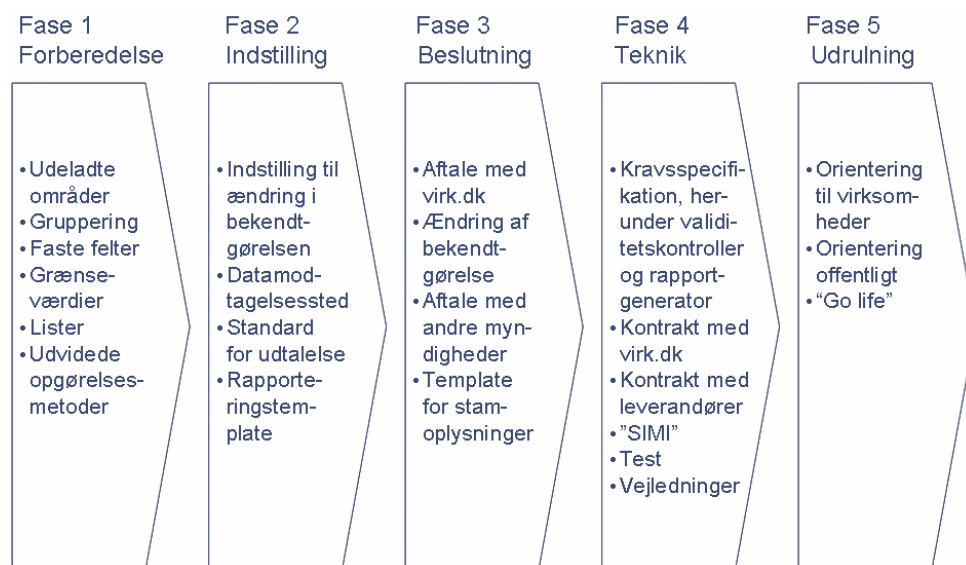 Fase 1
Forberedelse
• Udeladte
områder
• Gruppering
• Faste felter
• Grænse-
værdier
• Lister
• Udvidede
opgørelses-
metoder
Fase 2
Indstilling
• Indstilling til
ændring i
bekendt-
gørelsen
• Datamod-
tagelsessted
• Standard
for udtalelse
• Rapporte-
ringstem-
plate
Fase 3
Beslutning
• Aftale med
virk.dk
• Ændring af
bekendt-
gørelse
• Aftale med
andre myn-
digheder
• Template
for stam-
oplysninger
Fase 4
Teknik
• Kravsspecifi-
kation, her-
under validi-
tetskontroller
og rapport-
generator
• Kontrakt med
virk.dk
• Kontrakt med
leverandører
• ”SIMI”
• Test
• Vejledninger
Fase 5
Udrulning
• Orientering
til virksom-
heder
• Orientering
offentligt
• “Go life”